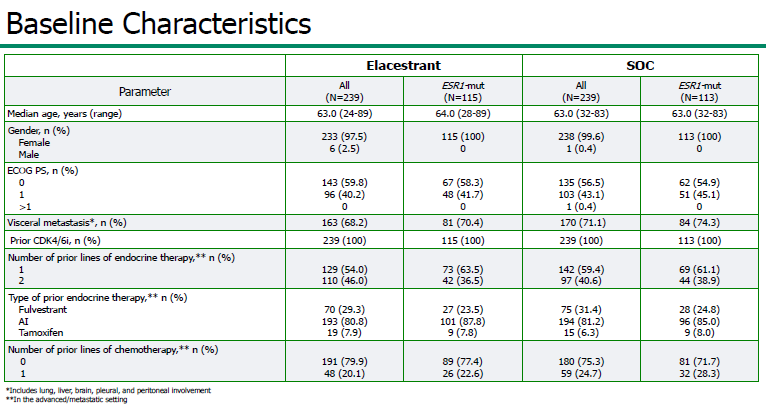 Baseline Characteristics
Elacestrant SOC
Parameter All (N=239) ESR1-mut (N=115) All (N=239) ESR1-mut (N=113)
Median age, years (range) 63.0 (24-89) 64.0 (28-89) 63.0 (32-83) 63.0 (32-83)
Gender, n (%)
Female 233 (97.5) 115 (100) 238 (99.6) 113 (100)
Male 6 (2.5) 0 1 (0.4) 0
ECOG PS, n (%)
0 143 (59.8) 67 (58.3) 135 (56.5) 62 (54.9)
1 96 (40.2) 48 (41.7) 103 (43.1) 51 (45.1)
>1 0 0 1 (0.4) 0
Visceral metastasis*, n (%) 163 (68.2) 81 (70.4) 170 (71.1) 84 (74.3)
Prior CDK4/6i, n (%) 239 (100) 115 (100) 239 (100) 113 (100)
Number of prior lines of endocrine therapy,** n (%)
1 129 (54.0) 73 (63.5) 142 (59.4) 69 (61.1)
2 110 (46.0) 42 (36.5) 97 (40.6) 44 (38.9)
Type of prior endocrine therapy,** n (%)
Fulvestrant 70 (29.3) 27 (23.5) 75 (31.4) 28 (24.8)
AI 193 (80.8) 101 (87.8) 194 (81.2) 96 (85.0)
Tamoxifen 19 (7.9) 9 (7.8) 15 (6.3) 9 (8.0)
Number of prior lines of chemotherapy,** n (%)
0 191 (79.9) 89 (77.4) 180 (75.3) 81 (71.7)
1 48 (20.1) 26 (22.6) 59 (24.7) 32 (28.3)
*Includes lung, liver, brain, pleural, and peritoneal involvement
**In the advanced/metastatic setting